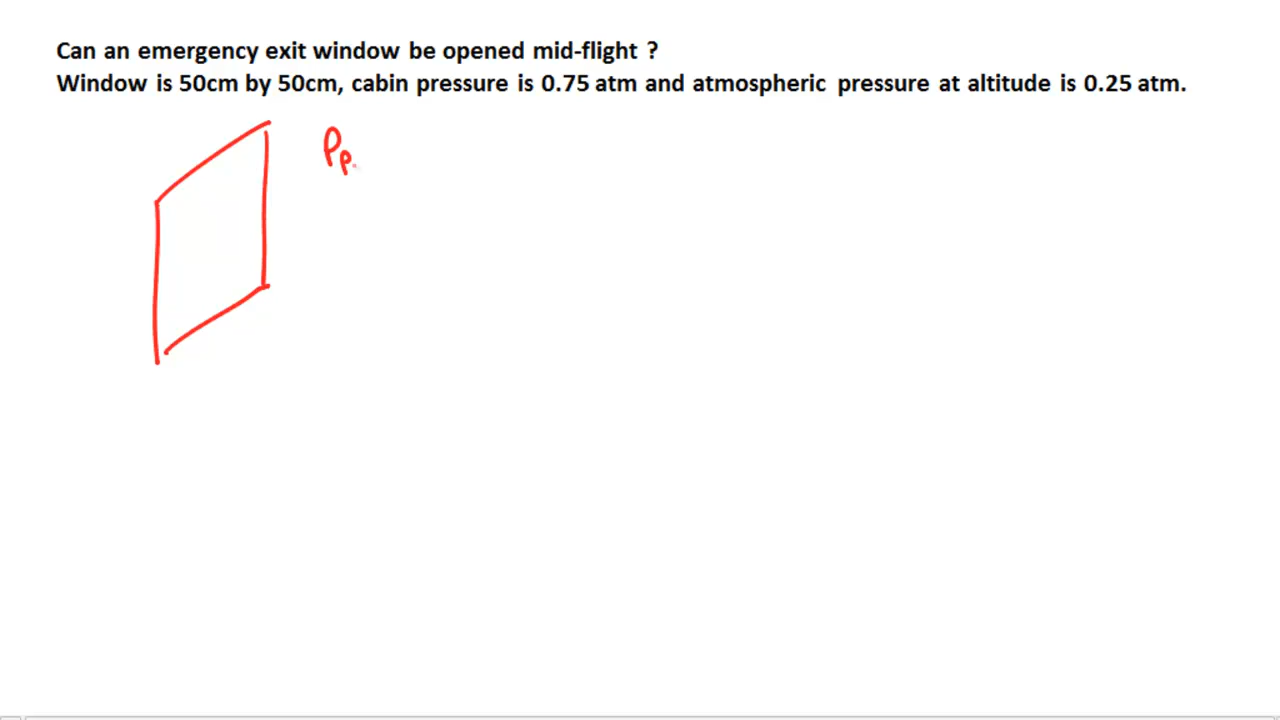 Can an emergency exit window be opened mid-flight ?
Window is 50cm by 50cm, cabin pressure is 0.75 atm and atmospheric pressure at altitude is 0.25 atm.
Pp